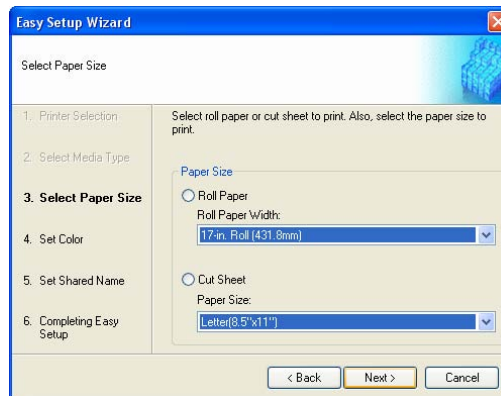 Easy Setup Wizard
Select Paper Size
1. Printer Selection
2. Select Media Type
3. Select Paper Size
4. Set Color
5. Set Shared Name
6. Completing Easy
Setup
Select roll paper or cut sheet to print. Also, select the paper size to
print.
Paper Size
Roll Paper
Roll Paper Width:
17-in. Roll (431.8mm)
Cut Sheet
Paper Size:
Letter(8.5"x11")
< Back
Next >
Cancel